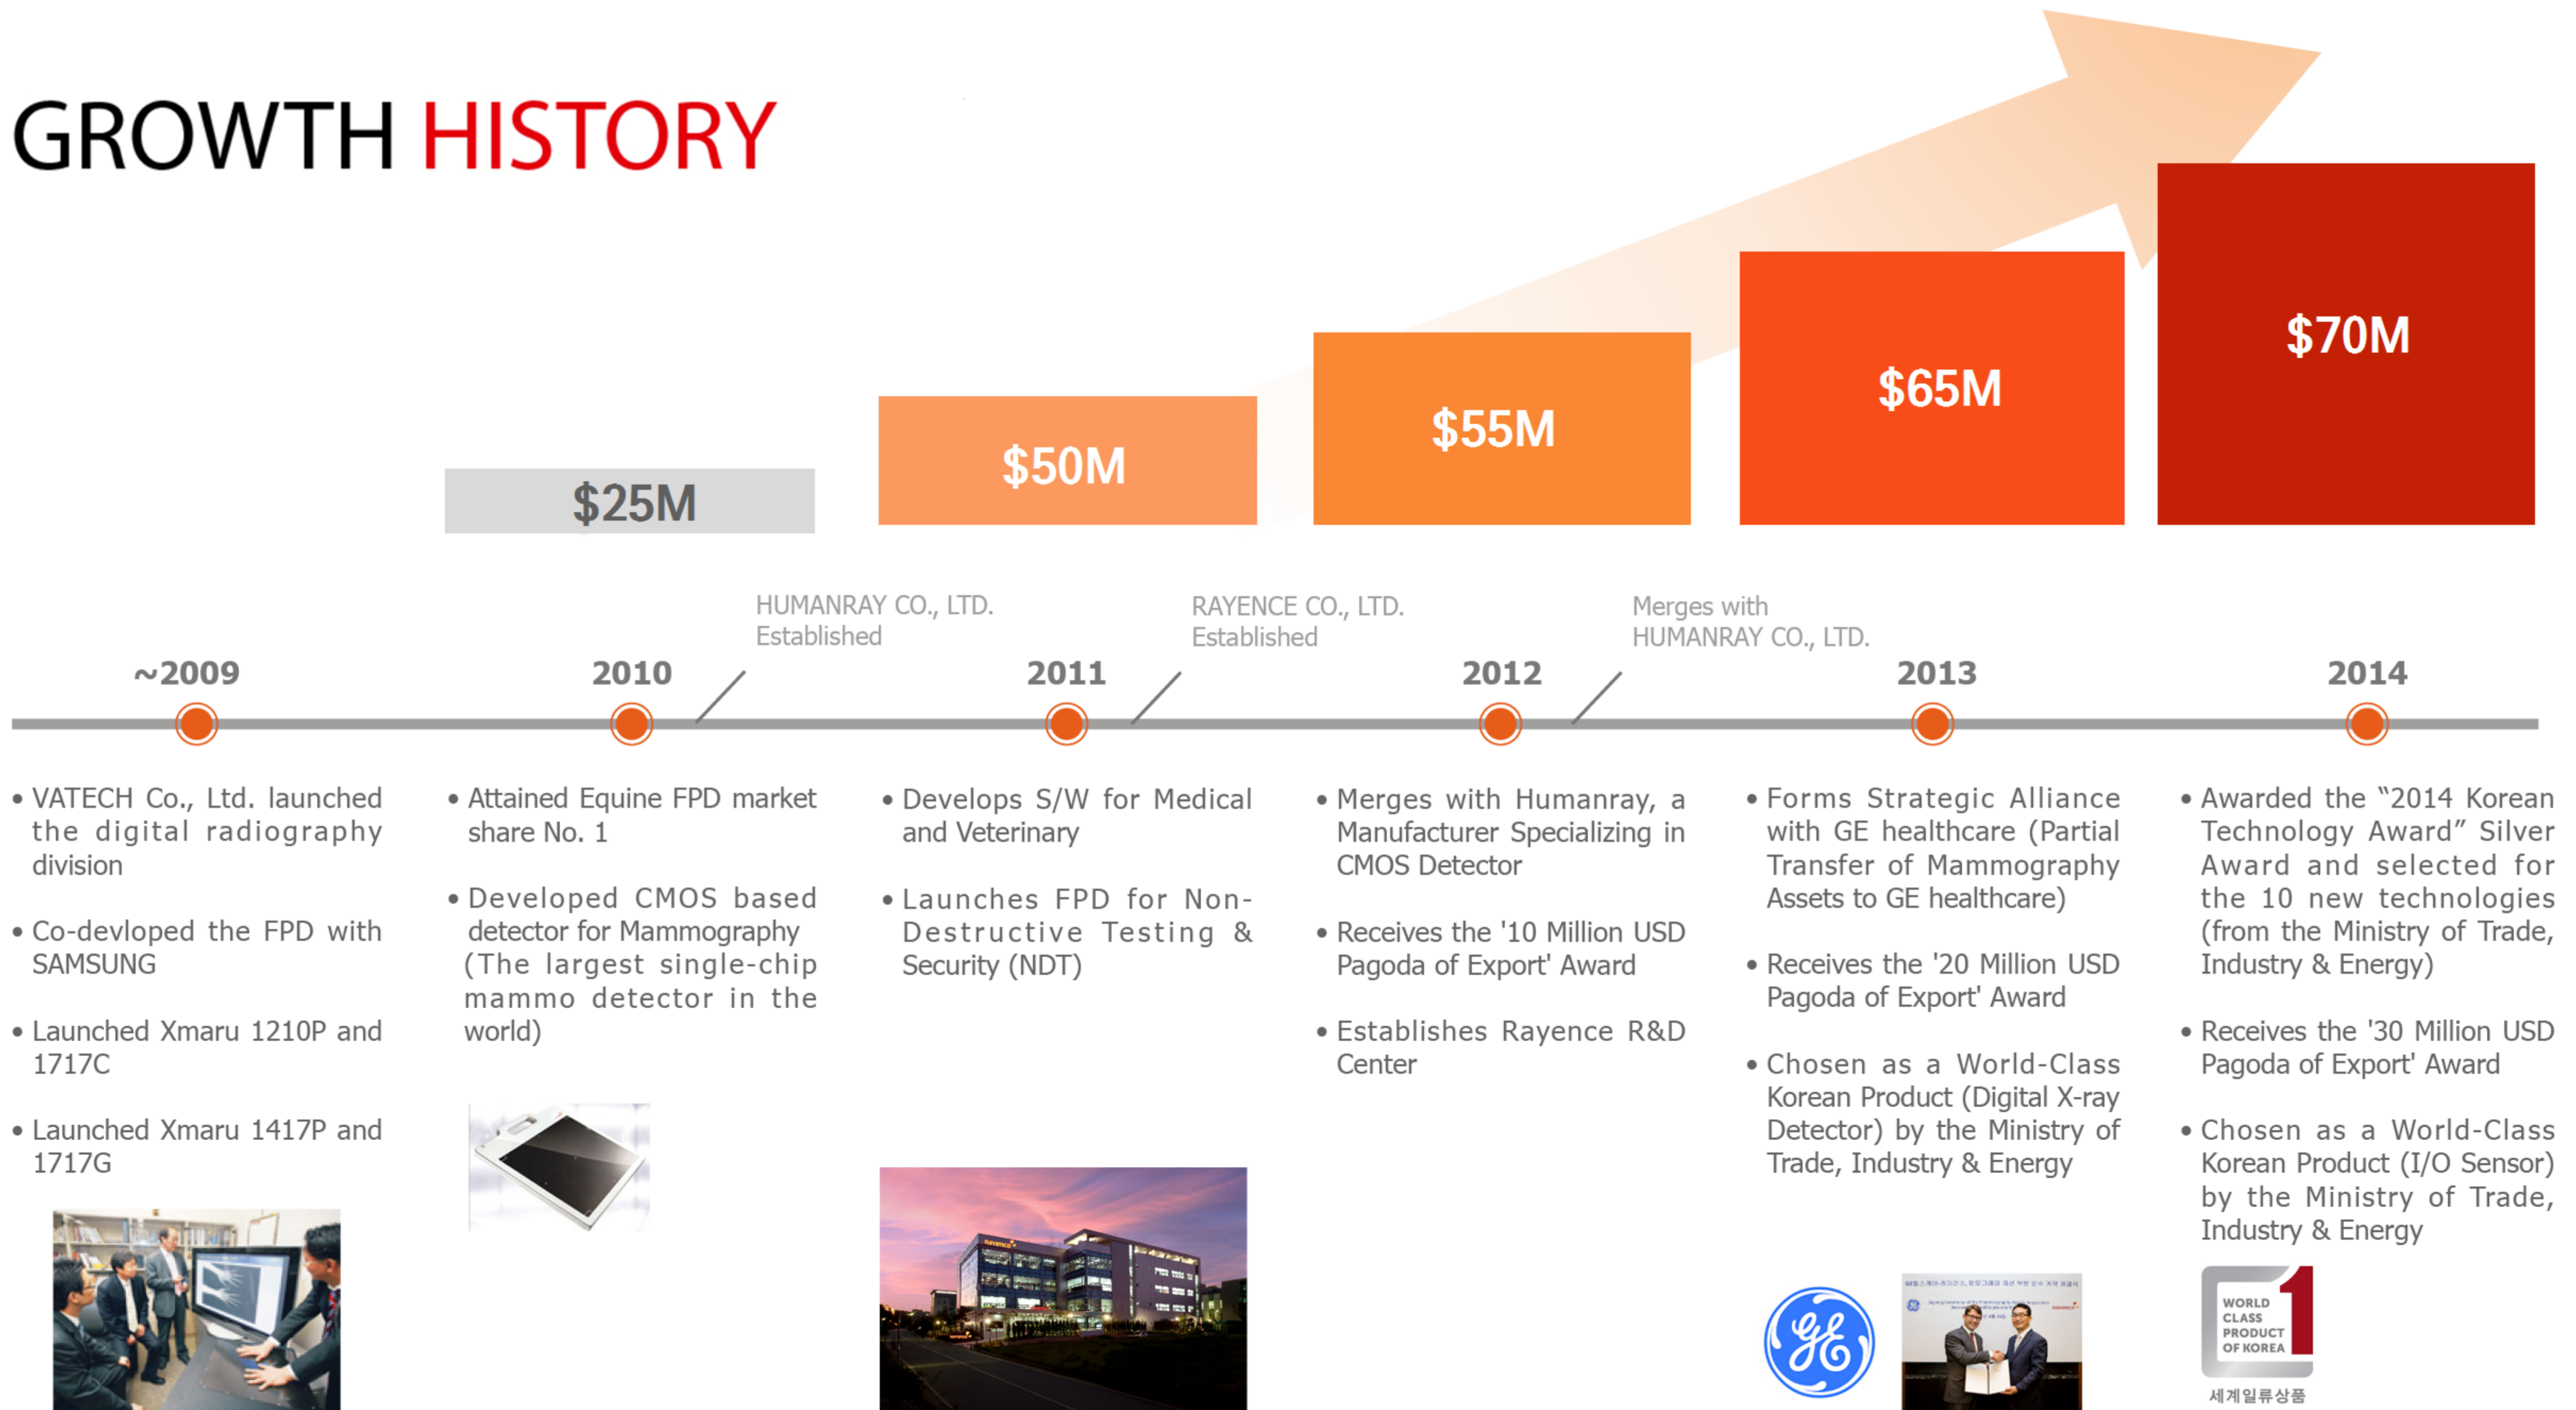 GROWTH HISTORY
$25M
$50M
$55M
$65M
$70M
HUMANRAY CO., LTD.
Established
RAYENCE CO., LTD.
Established
Merges with
HUMANRAY CO., LTD.
~2009
2010
2011
2012
2013
2014
• VATECH Co., Ltd. launched
the digital radiography
division
• Co-devloped the FPD with
SAMSUNG
• Launched Xmaru 1210P and
1717C
• Launched Xmaru 1417P and
1717G
• Attained Equine FPD market
share No. 1
• Developed CMOS based
detector for Mammography
(The largest single-chip
mammo detector in the
world)
• Develops S/W for Medical
and Veterinary
• Launches FPD for Non-
Destructive Testing &
Security (NDT)
rayence
• Merges with Humanray, a
Manufacturer Specializing in
CMOS Detector
• Receives the '10 Million USD
Pagoda of Export' Award
• Establishes Rayence R&D
Center
• Forms Strategic Alliance
with GE healthcare (Partial
Transfer of Mammography
Assets to GE healthcare)
• Receives the '20 Million USD
Pagoda of Export' Award
• Chosen as a World-Class
Korean Product (Digital X-ray
Detector) by the Ministry of
Trade, Industry & Energy
GE
• Awarded the “2014 Korean
Technology Award” Silver
Award and selected for
the 10 new technologies
(from the Ministry of Trade,
Industry & Energy)
• Receives the '30 Million USD
Pagoda of Export' Award
• Chosen as a World-Class
Korean Product (I/O Sensor)
by the Ministry of Trade,
Industry & Energy
WORLD
CLASS
PRODUCT
OF KOREA
1
세계일류상품